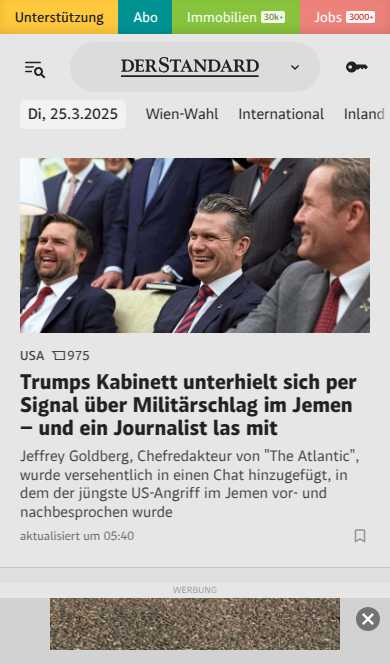 Unterstützung Abo Immobilien 30k+ Jobs 3000+
DERSTANDARD
Di, 25.3.2025 Wien-Wahl International Inland
USA 975
Trumps Kabinett unterhielt sich per
Signal über Militärschlag im Jemen
– und ein Journalist las mit
Jeffrey Goldberg, Chefredakteur von "The Atlantic",
wurde versehentlich in einen Chat hinzugefügt, in
dem der jüngste US-Angriff im Jemen vor- und
nachbesprochen wurde
aktualisiert um 05:40
WERBUNG